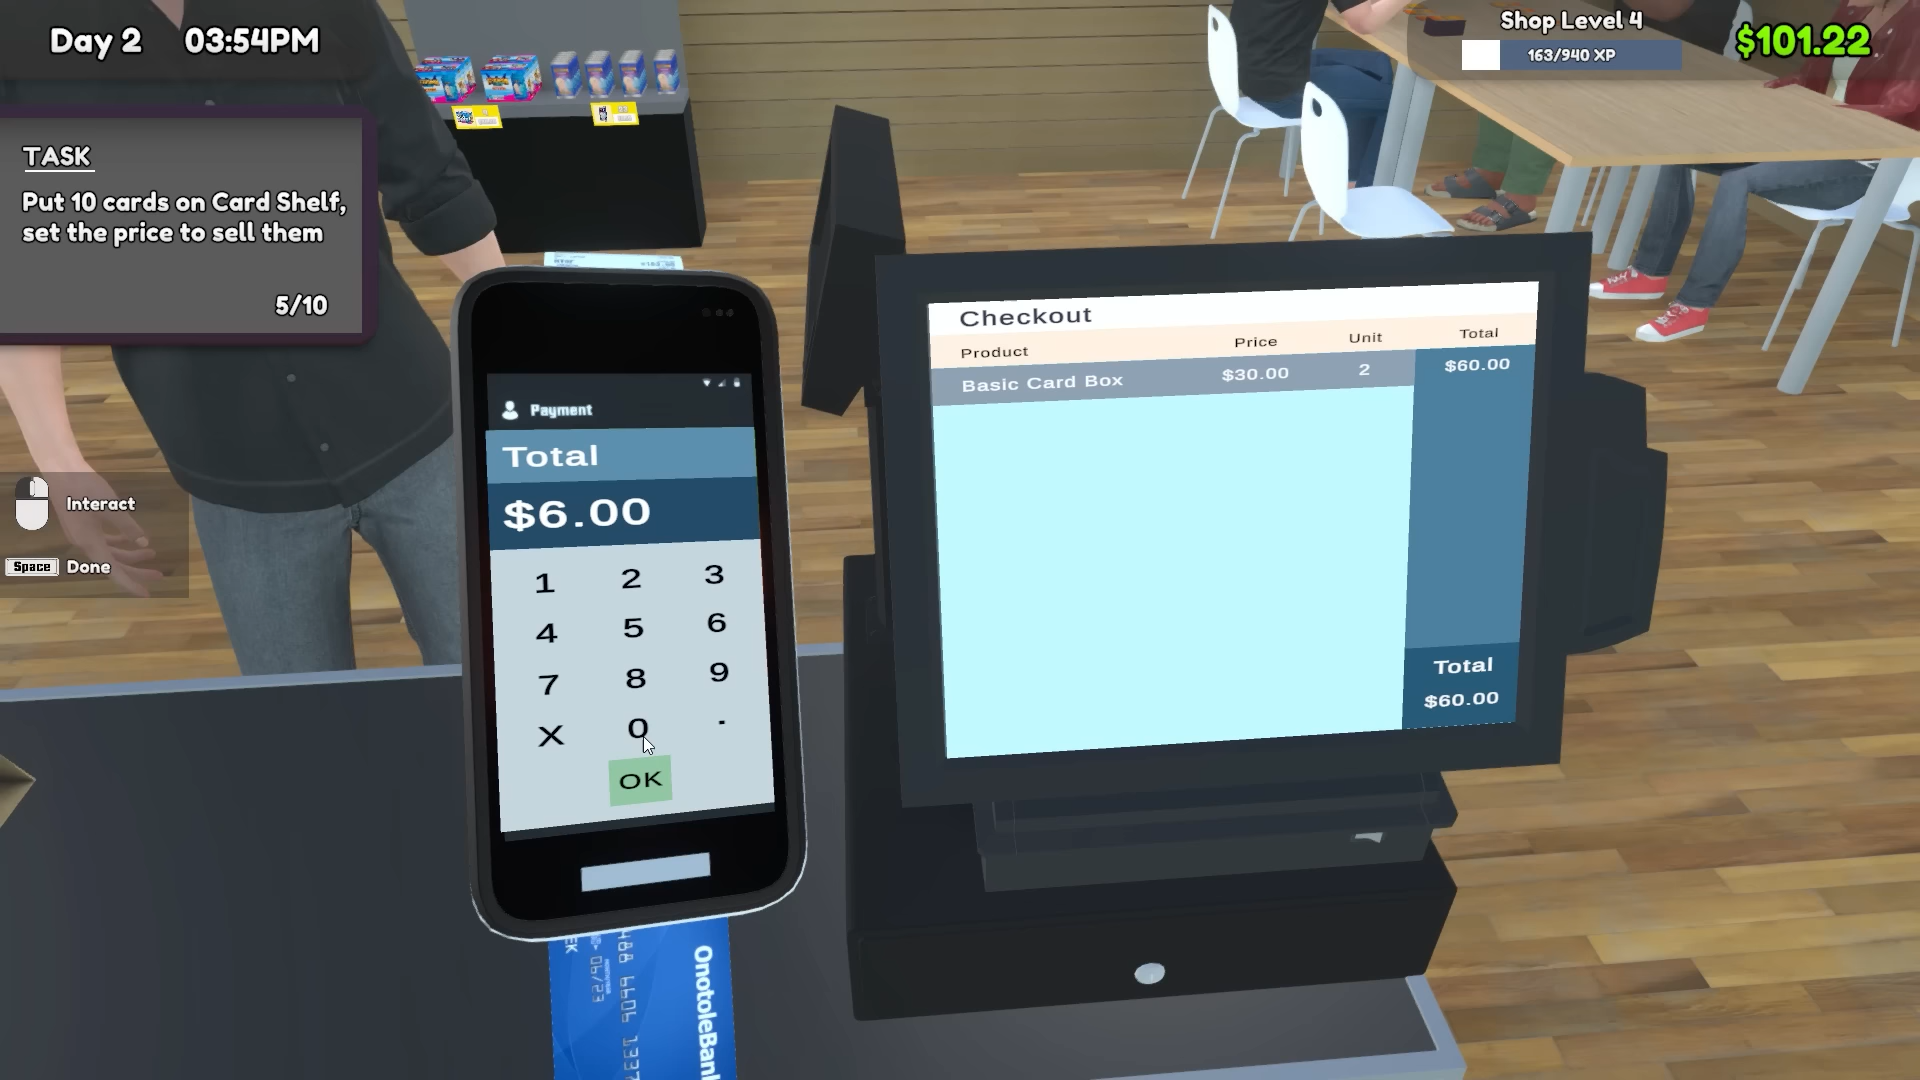 Day 2 03:54PM
Shop Level 4
163/940 XP
$101.22
TASK
Put 10 cards on Card Shelf,
set the price to sell them
5/10
Interact
Space Done
Payment
Total
$6.00
1 2 3
4 5 6
7 8 9
X 0 .
OK
Checkout
Product Price Unit Total
Basic Card Box $30.00 2 $60.00
Total
$60.00
OnotoleBank